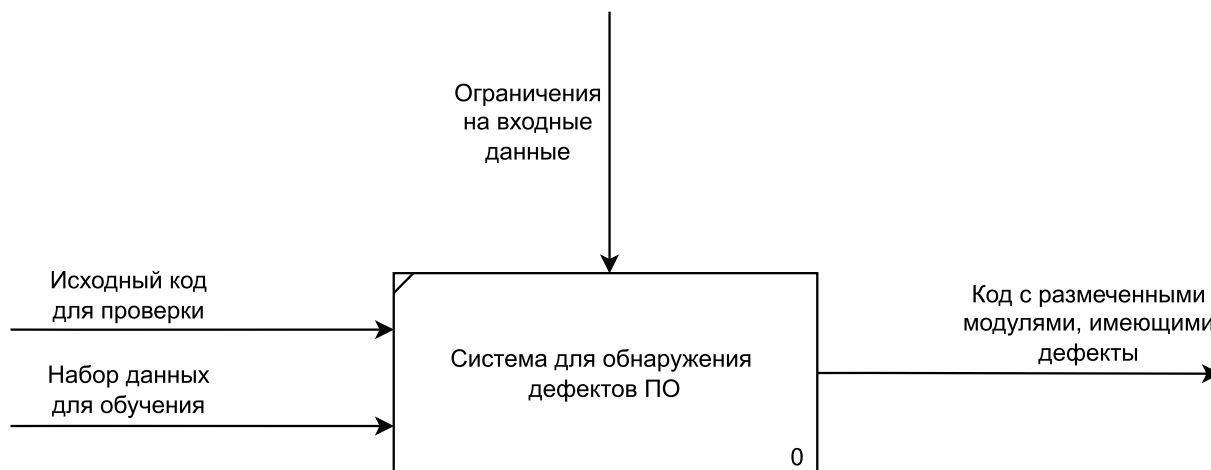 Ограничения
на входные
данные
Исходный код
для проверки
Набор данных
для обучения
Система для обнаружения
дефектов ПО
0
Код с размеченными
модулями, имеющими
дефекты